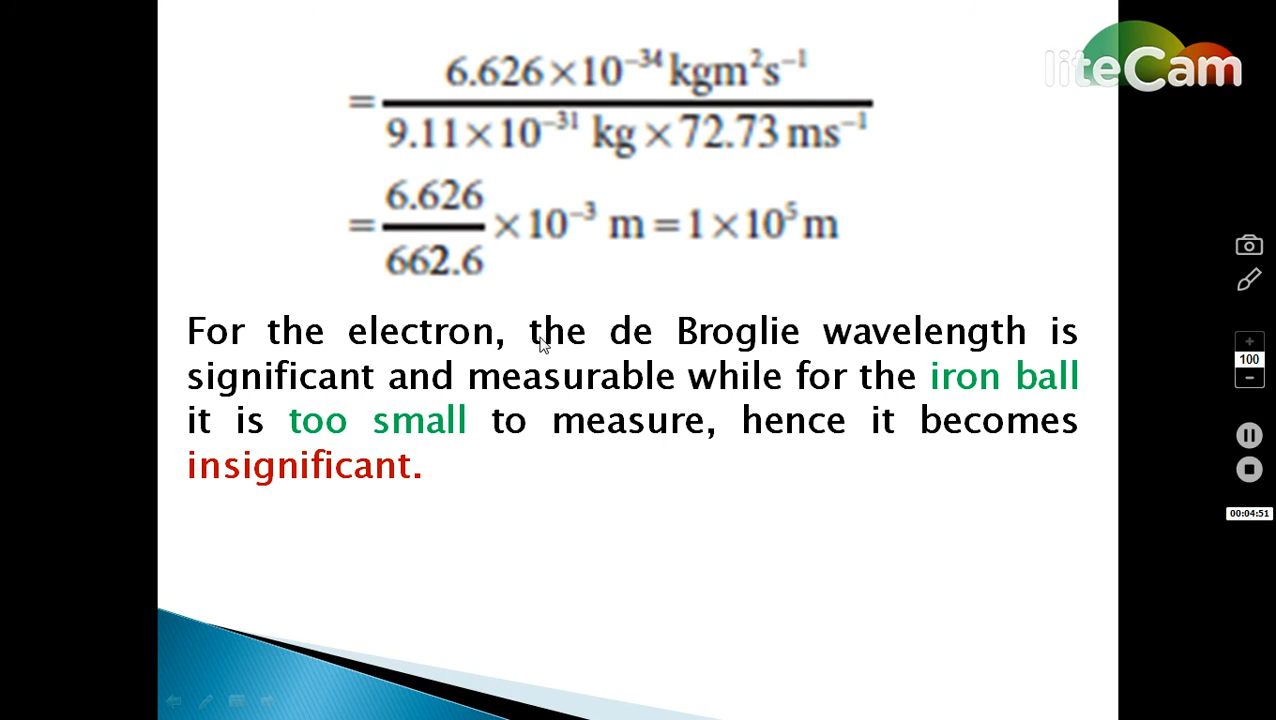 liteCam
= 6.626×10⁻³⁴ kgm²s⁻¹
9.11×10⁻³¹ kg × 72.73 ms⁻¹
= 6.626
662.6
×10⁻³ m = 1×10⁵ m
For the electron, the de Broglie wavelength is
significant and measurable while for the iron ball
it is too small to measure, hence it becomes
insignificant.
100
00:04:51